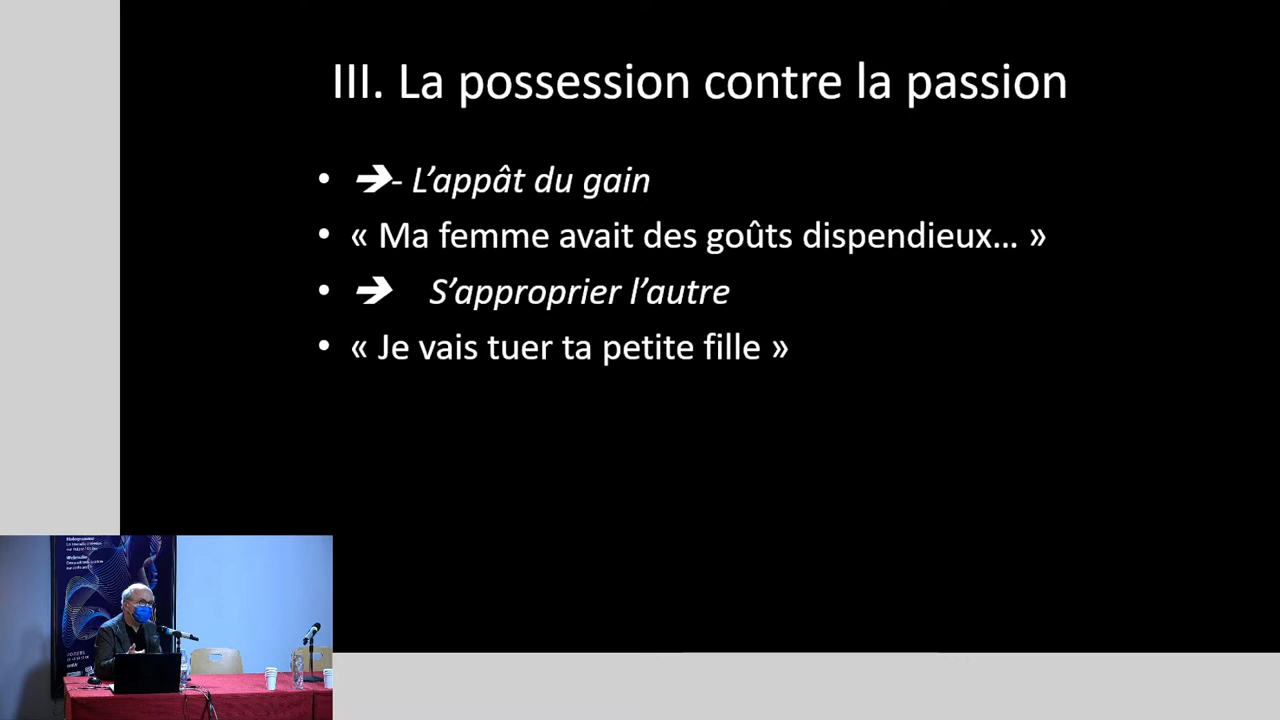 III. La possession contre la passion
• ➔- L’appât du gain
• « Ma femme avait des goûts dispendieux… »
• ➔ S’approprier l’autre
• « Je vais tuer ta petite fille »